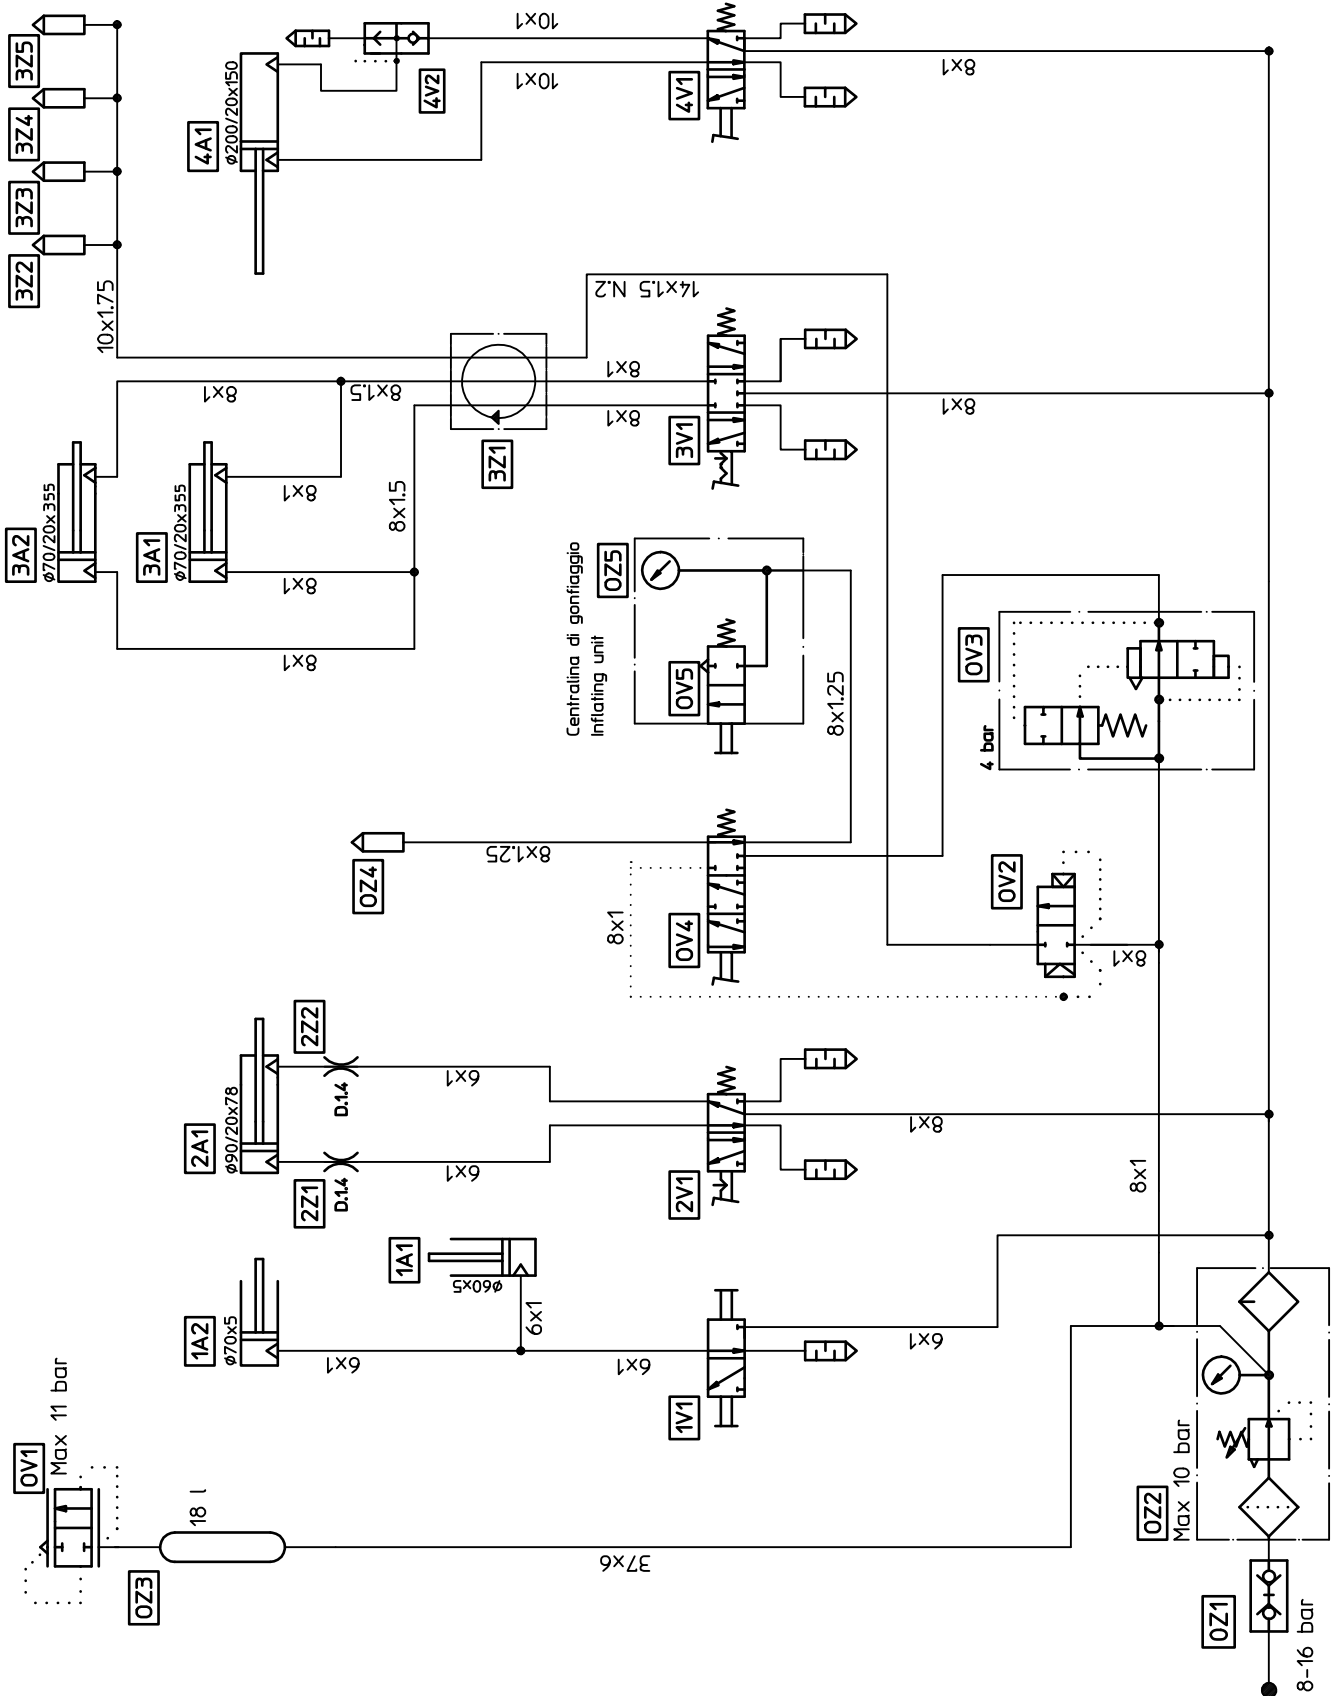 0V1
3A2
3Z2
3Z3
3Z4
3Z5
Max 11 bar
ø70/20x355
10x1.75
0Z3
3A1
18 l
ø70/20x355
1A2
2A1
4A1
ø70x5
ø90/20x78
8x1
ø200/20x150
2Z1
2Z2
8x1
8x1
8x1
D.1.4
D.1.4
6x1
0Z4
8x1.5
1A1
8x1.5
4V2
6x1
6x1
ø60x5
3Z1
6x1
8x1.25
10x1
10x1
Centralina di gonfiaggio
Inflating unit
0Z5
37x6
6x1
8x1
8x1
8x1
14x1.5 N.2
1V1
2V1
0V4
0V5
3V1
4V1
8x1.25
6x1
8x1
8x1
8x1
0V3
4 bar
0V2
8x1
8x1
0Z2
Max 10 bar
0Z1
8-16 bar